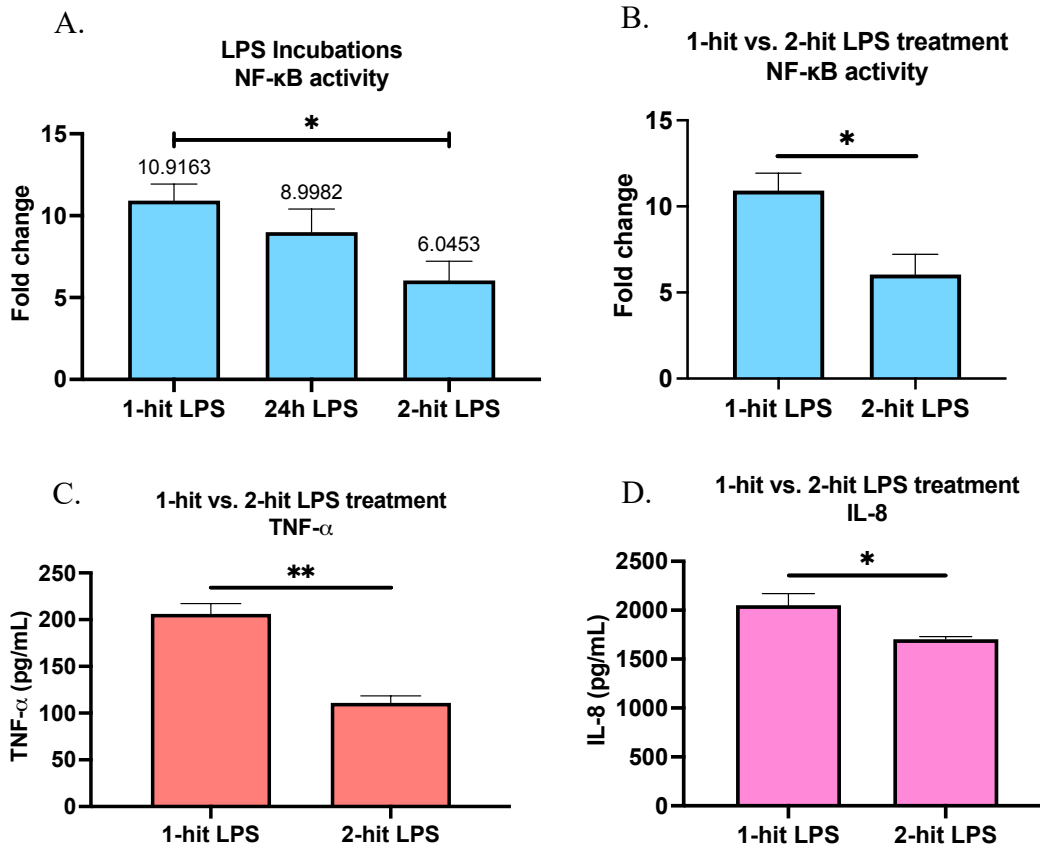 A.
LPS Incubations
NF-κB activity
Fold change
15
10
5
0
*
10.9163
8.9982
6.0453
1-hit LPS
24h LPS
2-hit LPS
B.
1-hit vs. 2-hit LPS treatment
NF-κB activity
Fold change
15
10
5
0
*
1-hit LPS
2-hit LPS
C.
1-hit vs. 2-hit LPS treatment
TNF-α
TNF-α (pg/mL)
250
200
150
100
50
0
**
1-hit LPS
2-hit LPS
D.
1-hit vs. 2-hit LPS treatment
IL-8
IL-8 (pg/mL)
2500
2000
1500
1000
500
0
*
1-hit LPS
2-hit LPS